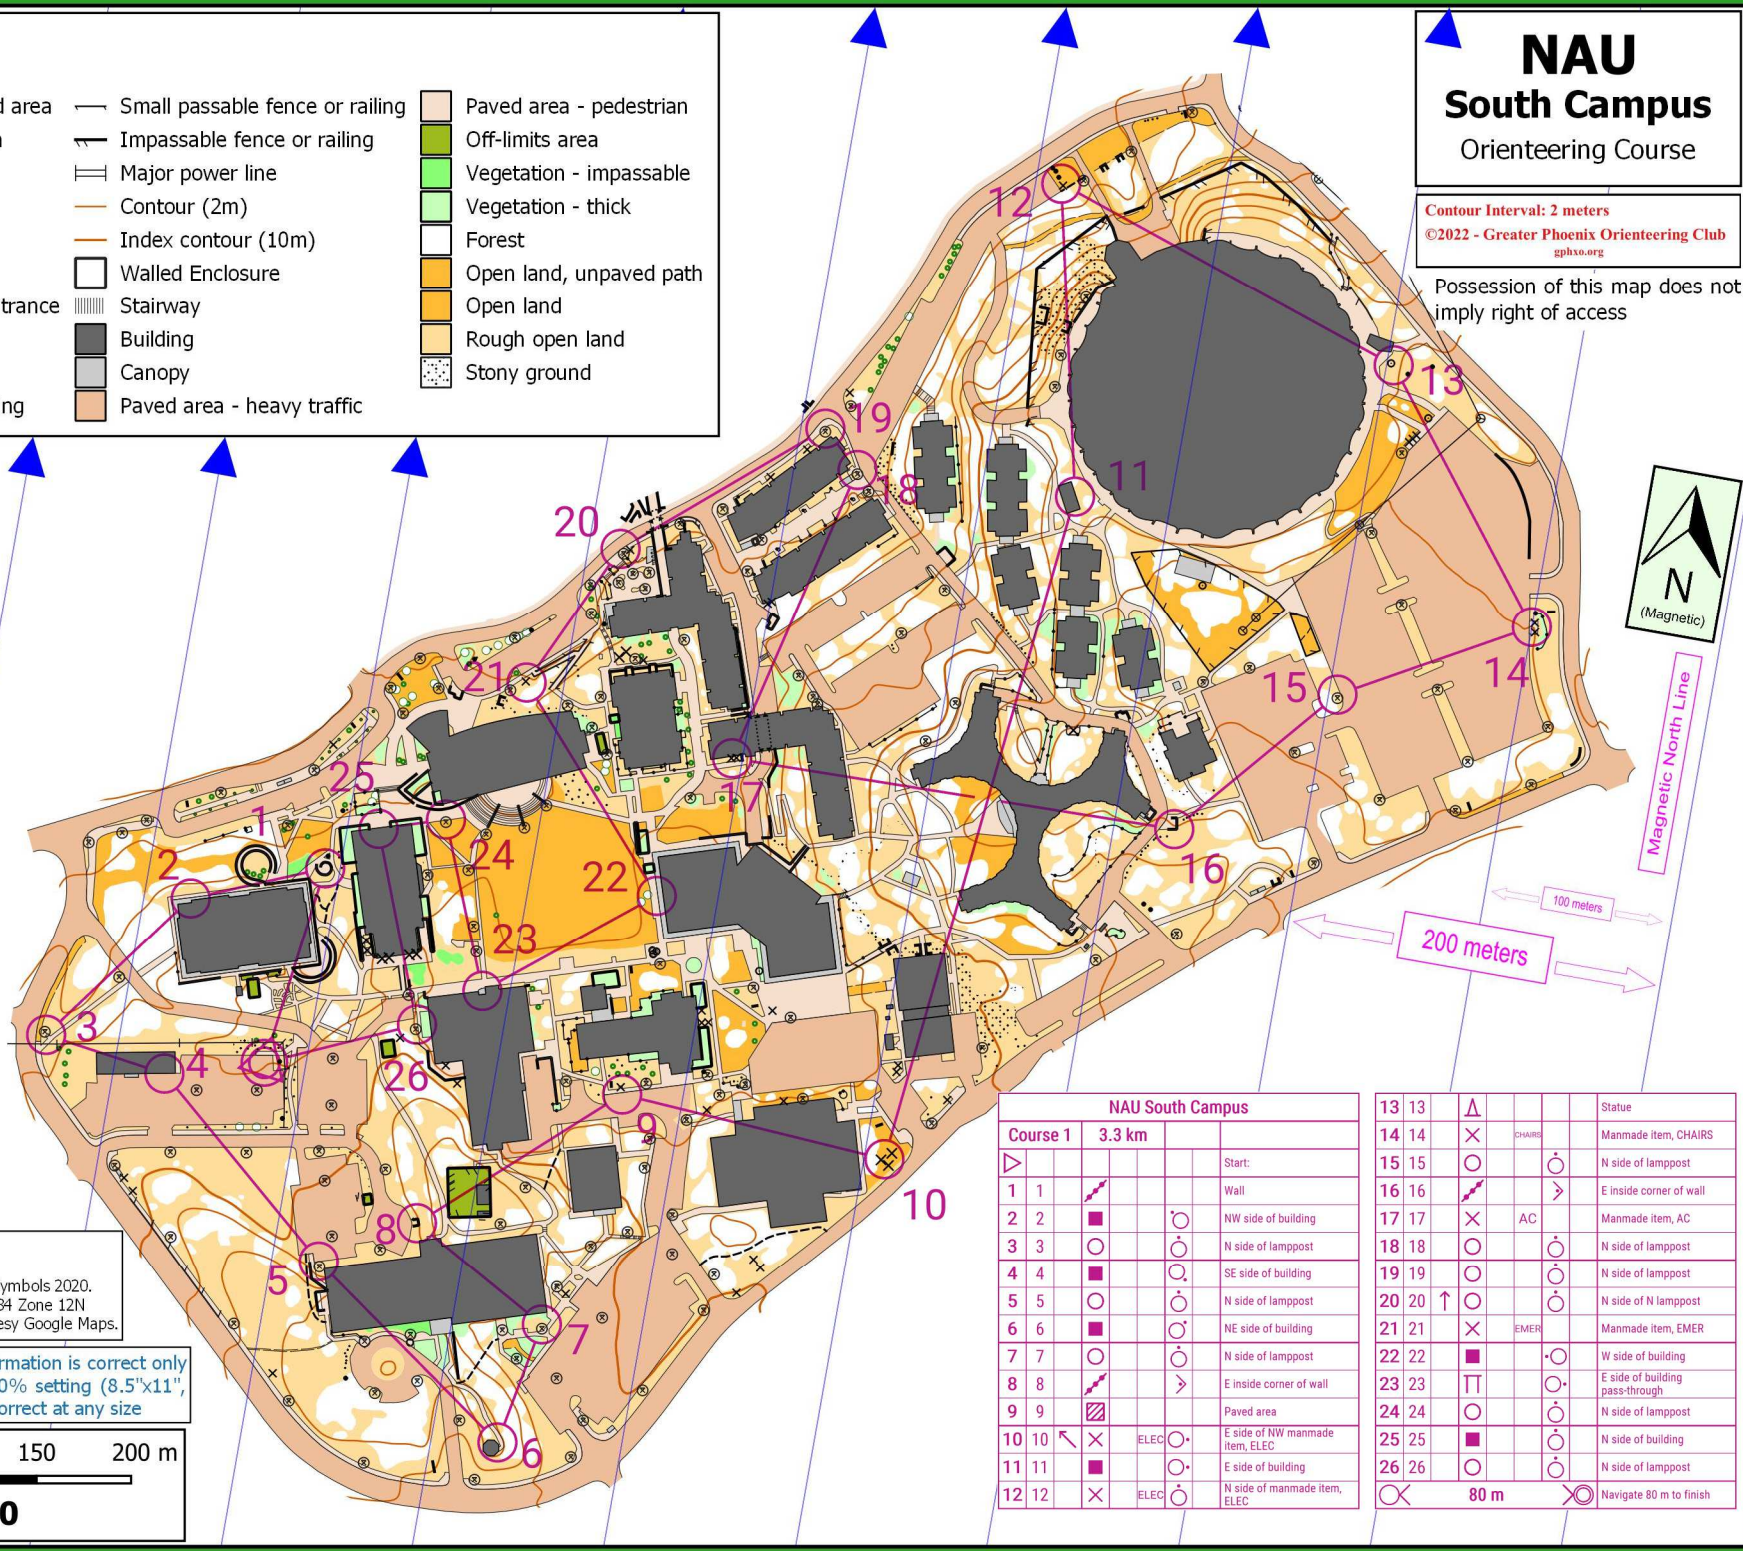 NAU
South Campus
Orienteering Course
Contour Interval: 2 meters
©2022 - Greater Phoenix Orienteering Club
gphxo.org
Possession of this map does not
imply right of access
d area
Small passable fence or railing
Paved area - pedestrian
Impassable fence or railing
Off-limits area
Major power line
Vegetation - impassable
Contour (2m)
Vegetation - thick
Index contour (10m)
Forest
Walled Enclosure
Open land, unpaved path
trance
Stairway
Open land
Building
Rough open land
Canopy
Stony ground
ng
Paved area - heavy traffic
12
13
19
11
18
20
N
(Magnetic)
21
15
14
Magnetic North Line
25
17
1
24
16
2
22
100 meters
23
200 meters
3
4
26
9
10
8
5
7
6
ymbols 2020.
34 Zone 12N
esy Google Maps.
rmation is correct only
0% setting (8.5"x11",
orrect at any size
150 200 m
0
NAU South Campus
Course 1 3.3 km
Start:
1 1 Wall
2 2 NW side of building
3 3 N side of lamppost
4 4 SE side of building
5 5 N side of lamppost
6 6 NE side of building
7 7 N side of lamppost
8 8 E inside corner of wall
9 9 Paved area
10 10 ELEC E side of NW manmade
item, ELEC
11 11 E side of building
12 12 ELEC N side of manmade item,
ELEC
13 13 Statue
14 14 CHAIRS Manmade item, CHAIRS
15 15 N side of lamppost
16 16 E inside corner of wall
17 17 AC Manmade item, AC
18 18 N side of lamppost
19 19 N side of lamppost
20 20 N side of N lamppost
21 21 EMER Manmade item, EMER
22 22 W side of building
23 23 E side of building
pass-through
24 24 N side of lamppost
25 25 N side of building
26 26 N side of lamppost
80 m Navigate 80 m to finish